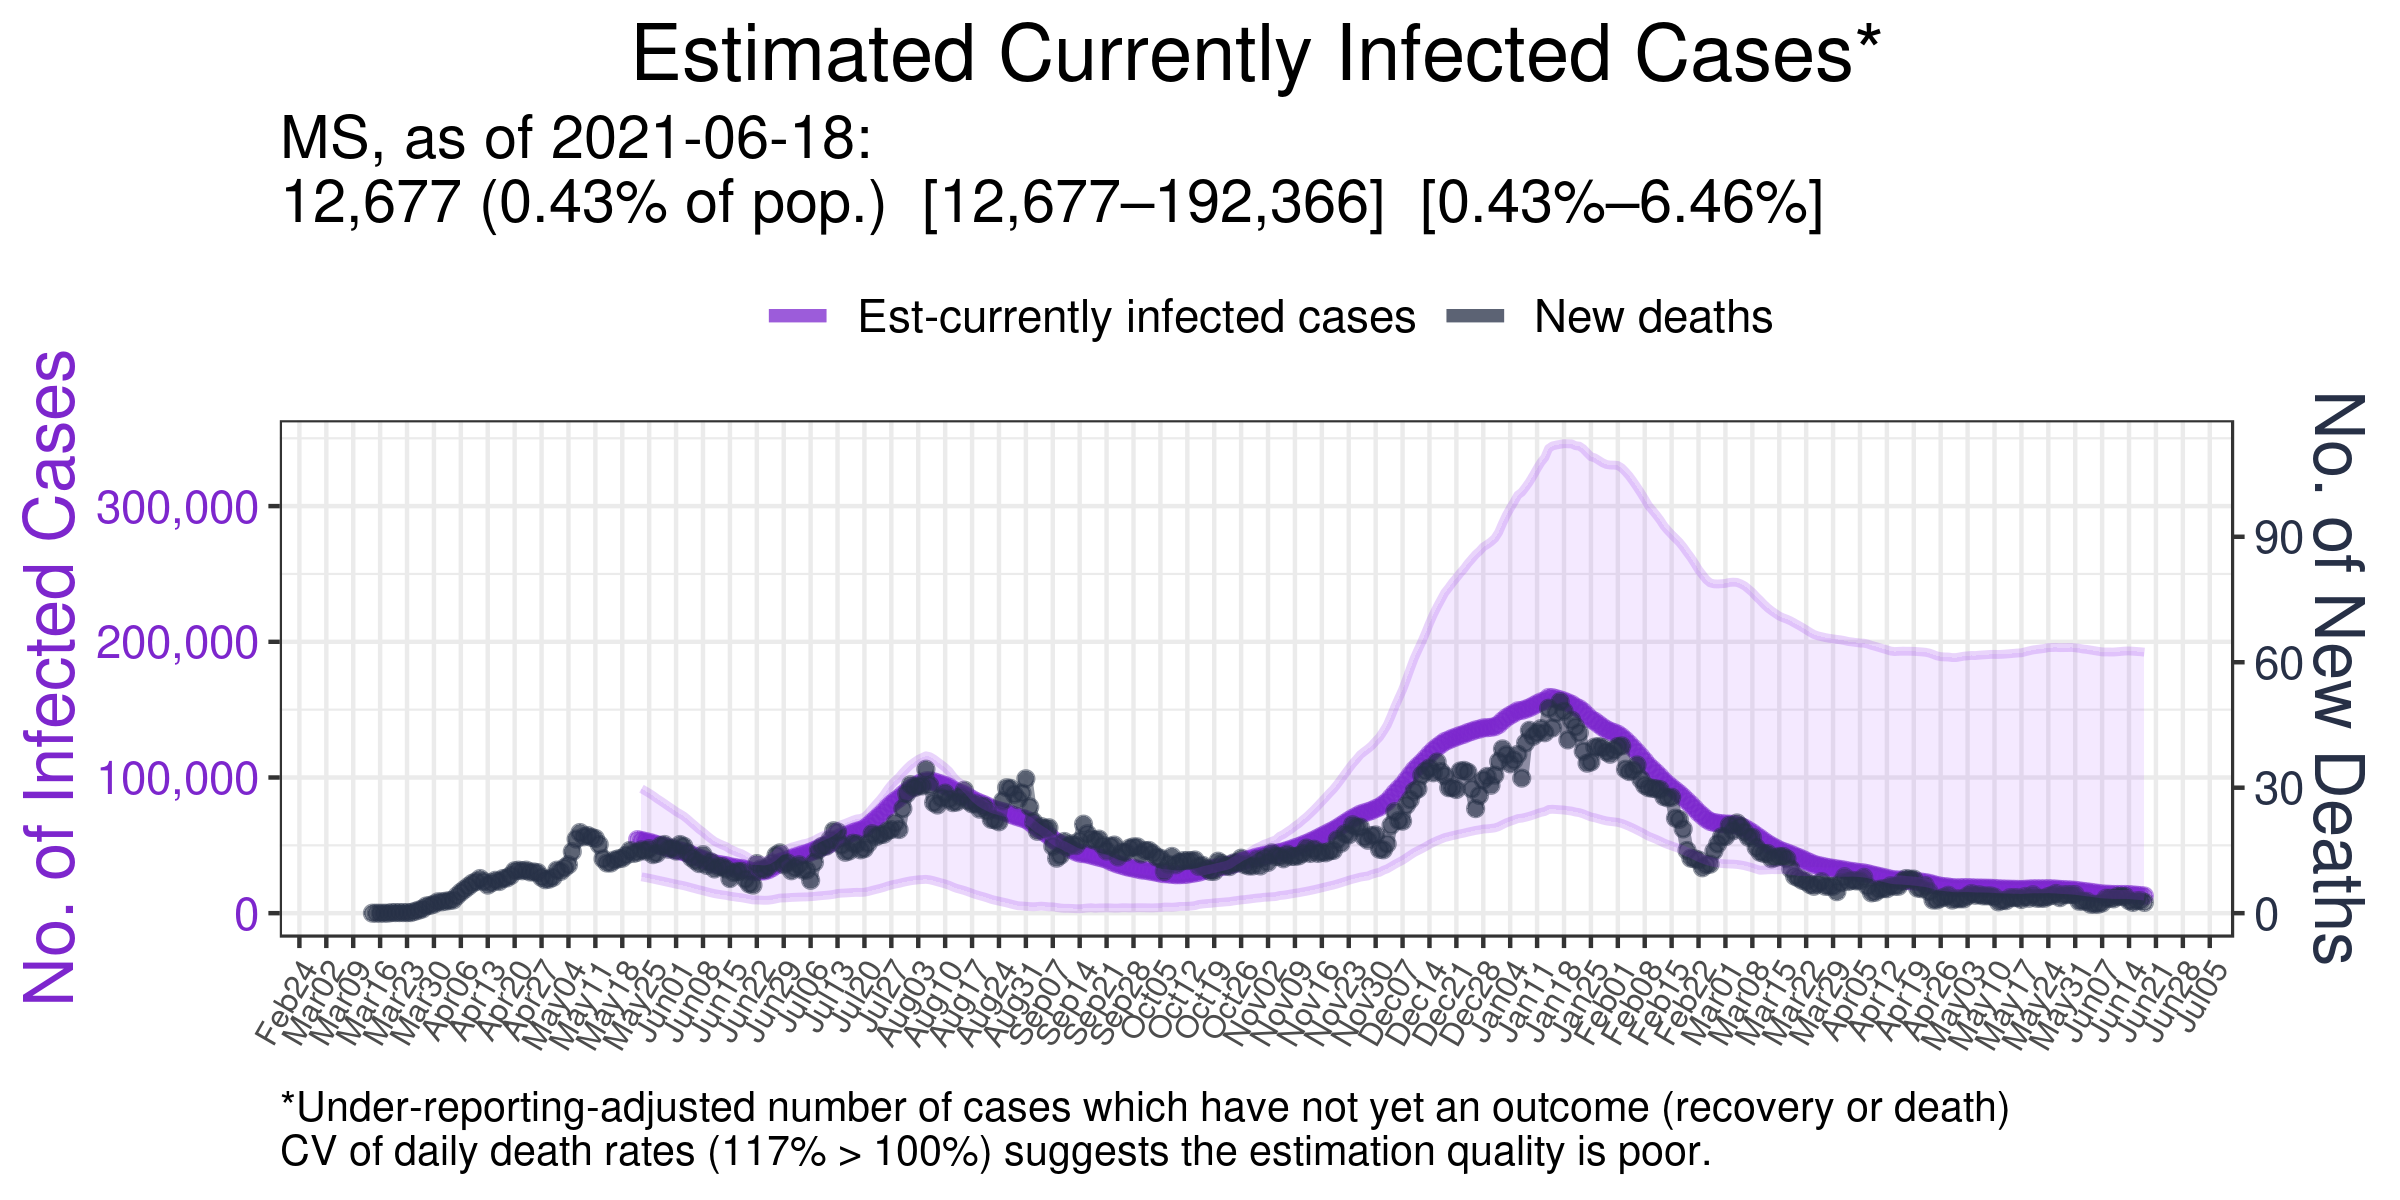 Estimated Currently Infected Cases*
MS, as of 2021-06-18:
12,677 (0.43% of pop.) [12,677–192,366] [0.43%–6.46%]
Est-currently infected cases
New deaths
No. of Infected Cases
300,000
200,000
100,000
0
90
60
30
0
No. of New Deaths
Feb24
Mar02
Mar09
Mar16
Mar23
Mar30
Apr06
Apr13
Apr20
Apr27
May04
May11
May18
May25
Jun01
Jun08
Jun15
Jun22
Jun29
Jul06
Jul13
Jul20
Jul27
Aug03
Aug10
Aug17
Aug24
Aug31
Sep07
Sep14
Sep21
Sep28
Oct05
Oct12
Oct19
Oct26
Nov02
Nov09
Nov16
Nov23
Nov30
Dec07
Dec14
Dec21
Dec28
Jan04
Jan11
Jan18
Jan25
Feb01
Feb08
Feb15
Feb22
Mar01
Mar08
Mar15
Mar22
Mar29
Apr05
Apr12
Apr19
Apr26
May03
May10
May17
May24
May31
Jun07
Jun14
Jun21
Jun28
Jul05
*Under-reporting-adjusted number of cases which have not yet an outcome (recovery or death)
CV of daily death rates (117% > 100%) suggests the estimation quality is poor.